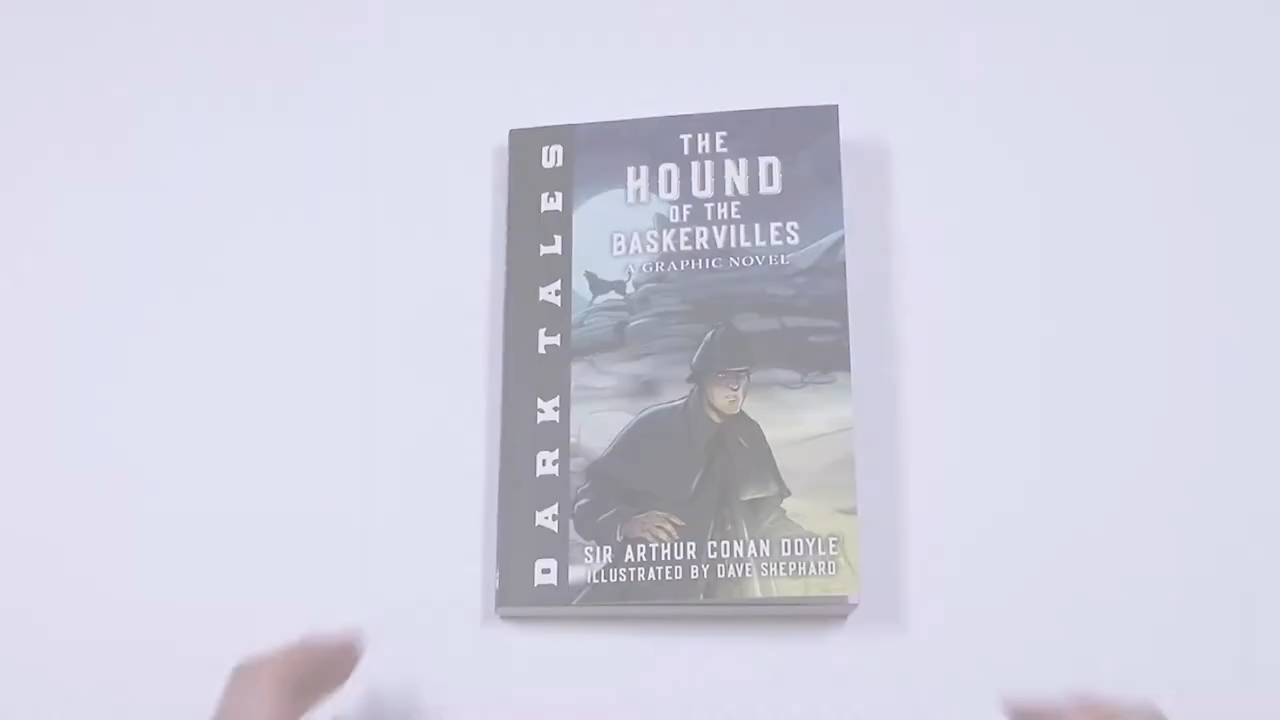 DARK TALES
THE
HOUND
OF THE
BASKERVILLES
A GRAPHIC NOVEL
SIR ARTHUR CONAN DOYLE
ILLUSTRATED BY DAVE SHEPHARD